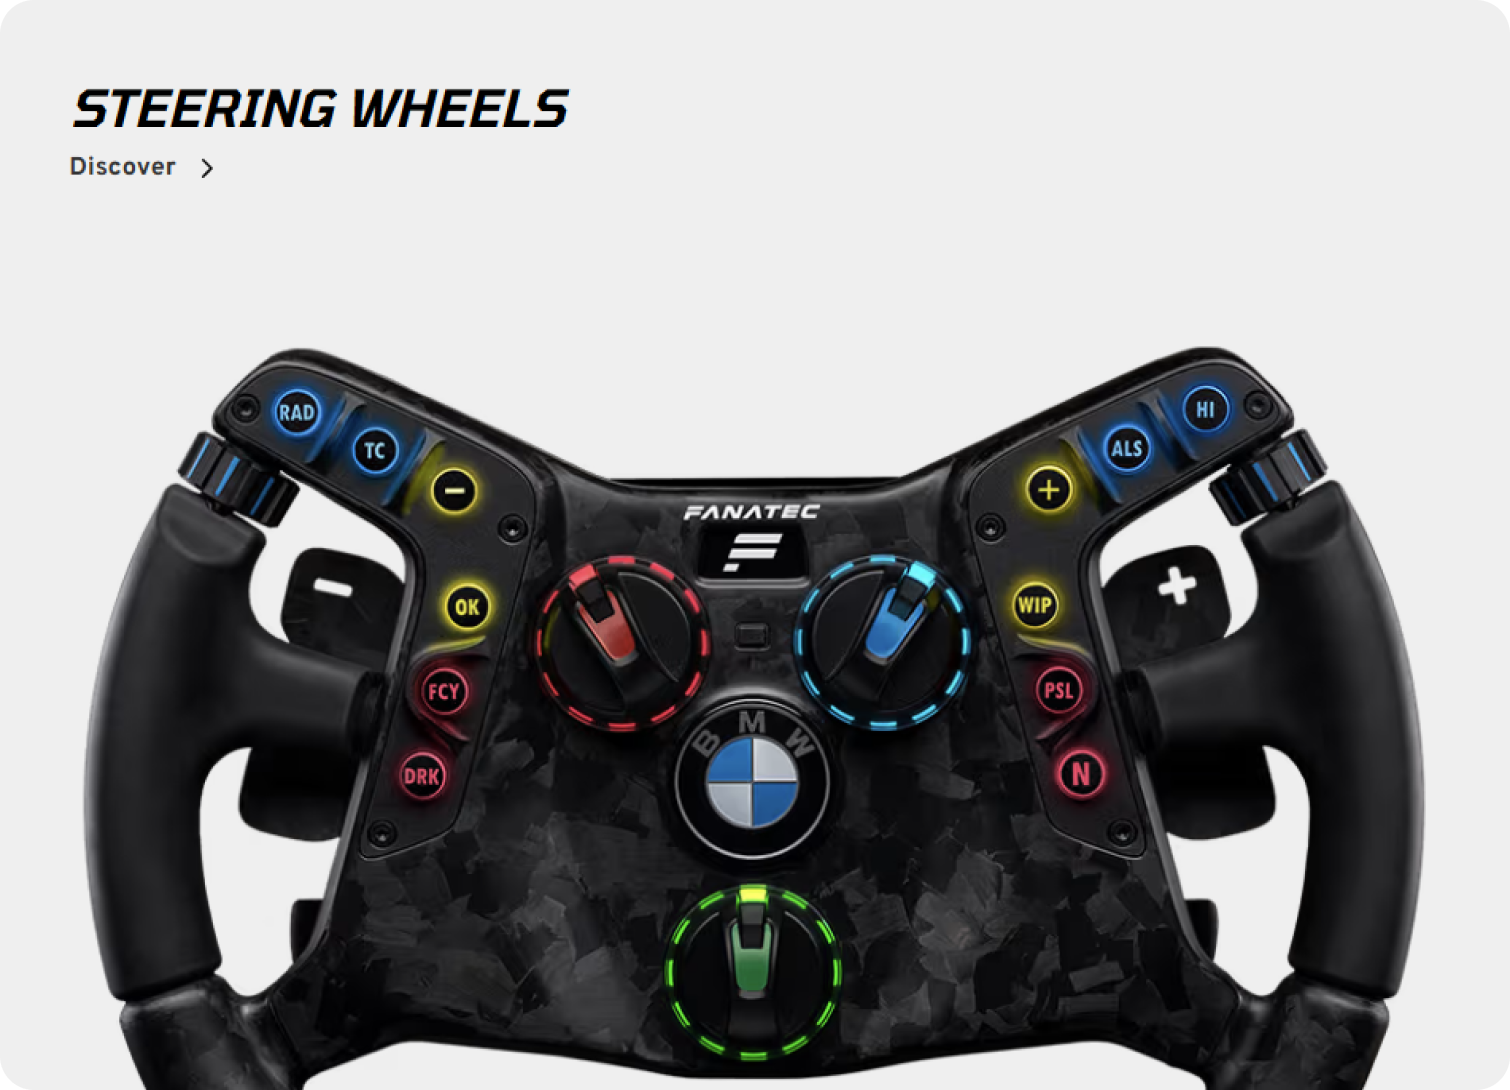 STEERING WHEELS
Discover
RAD
HI
TC
ALS
-
+
FANATEC
-
+
OK
WIP
FCY
PSL
BMW
DRK
N